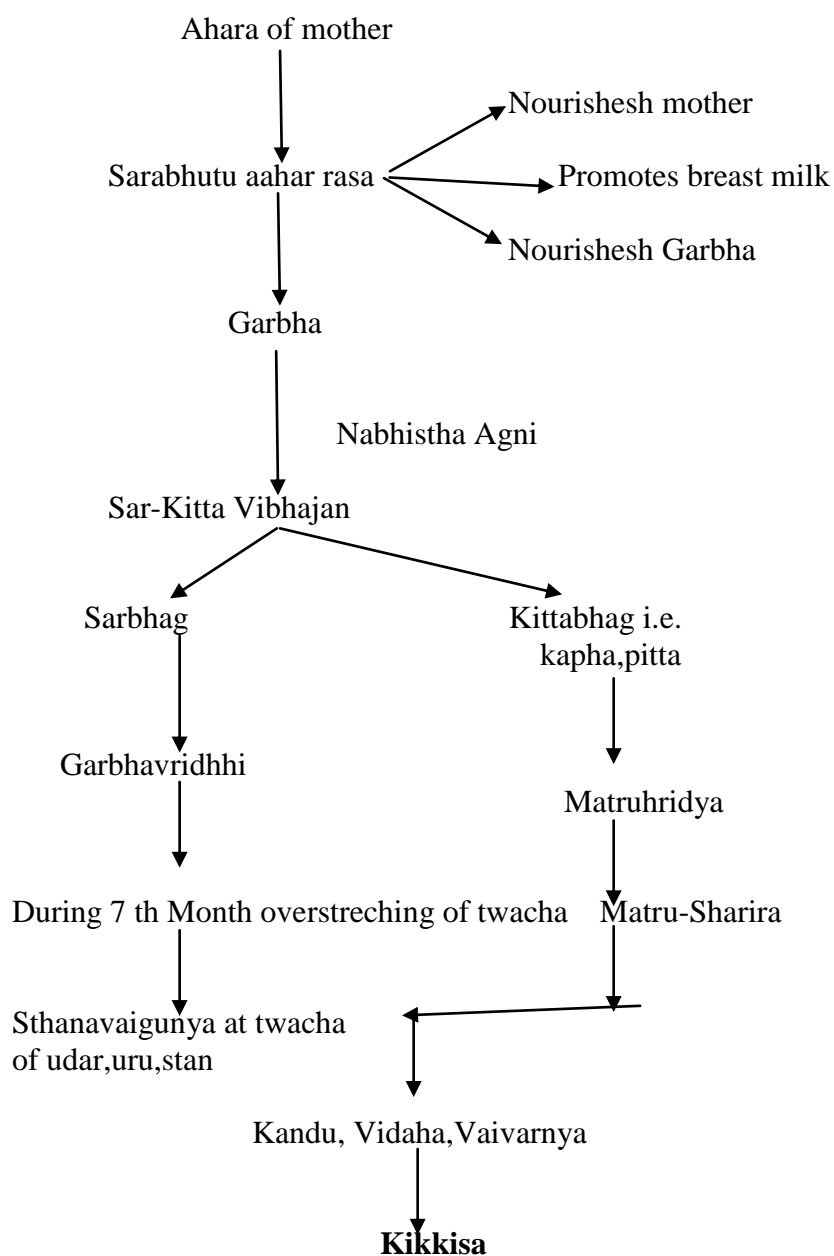 Ahara of mother
Nourishesh mother
Sarabhutu aahar rasa
Promotes breast milk
Nourishesh Garbha
Garbha
Nabhistha Agni
Sar-Kitta Vibhajan
Sarbhag
Kittabhag i.e.
kapha,pitta
Garbhavridhhi
Matruhridya
During 7 th Month overstreching of twacha
Matru-Sharira
Sthanavaigunya at twacha
of udar,uru,stan
Kandu, Vidaha,Vaivarnya
Kikkisa